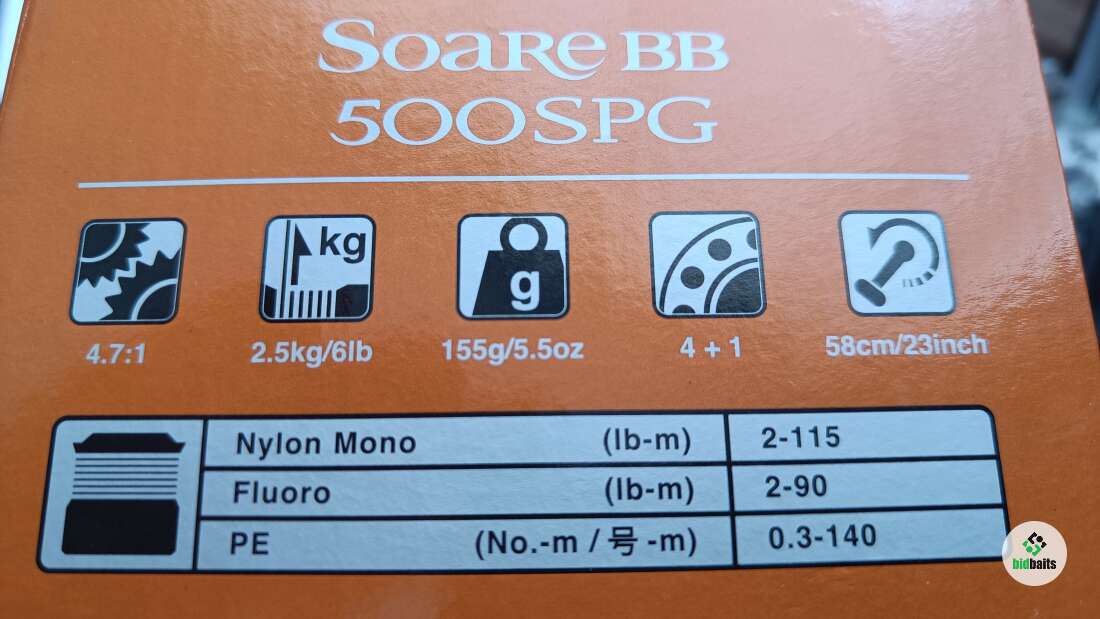 SOARE BB
500SPG
kg
g
4.7:1
2.5kg/6lb
155g/5.5oz
4 + 1
58cm/23inch
Nylon Mono (lb-m) 2-115
Fluoro (lb-m) 2-90
PE (No.-m / 号 -m) 0.3-140
bidbaits